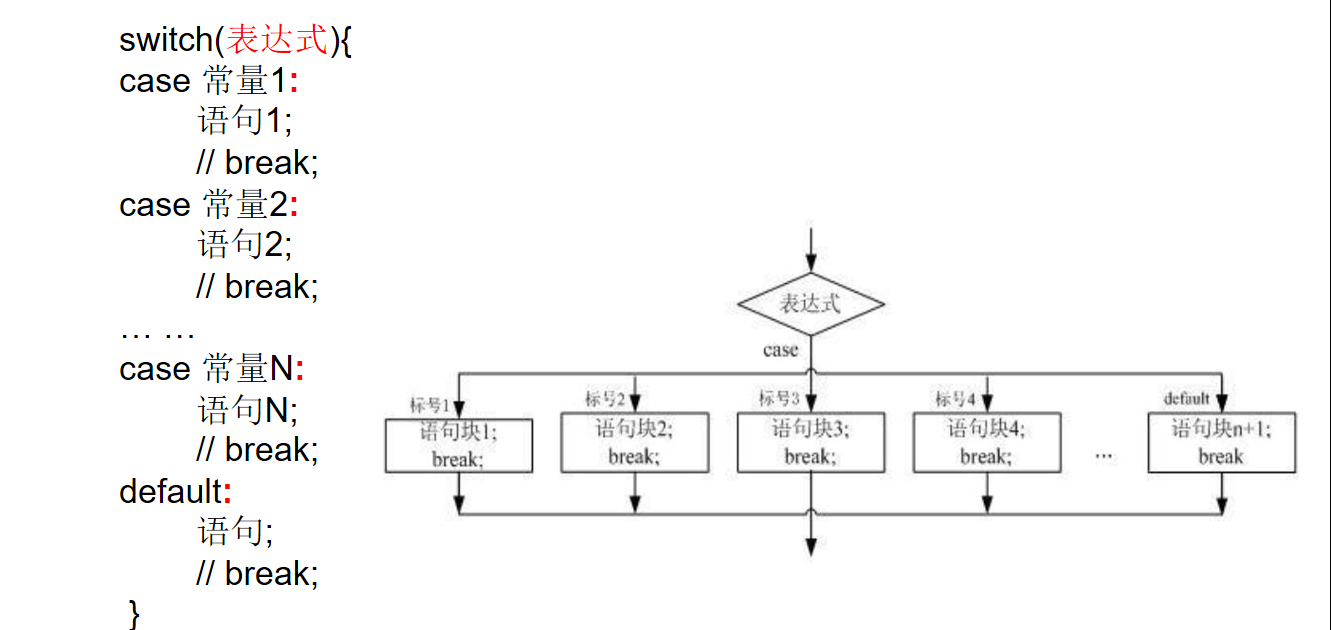 switch(表达式){
case 常量1:
语句1;
// break;
case 常量2:
语句2;
// break;
… …
case 常量N:
语句N;
// break;
default:
语句;
// break;
}
表达式
case
标号1
标号2
标号3
标号4
default
语句块1;
break;
语句块2;
break;
语句块3;
break;
语句块4;
break;
...
语句块n+1;
break